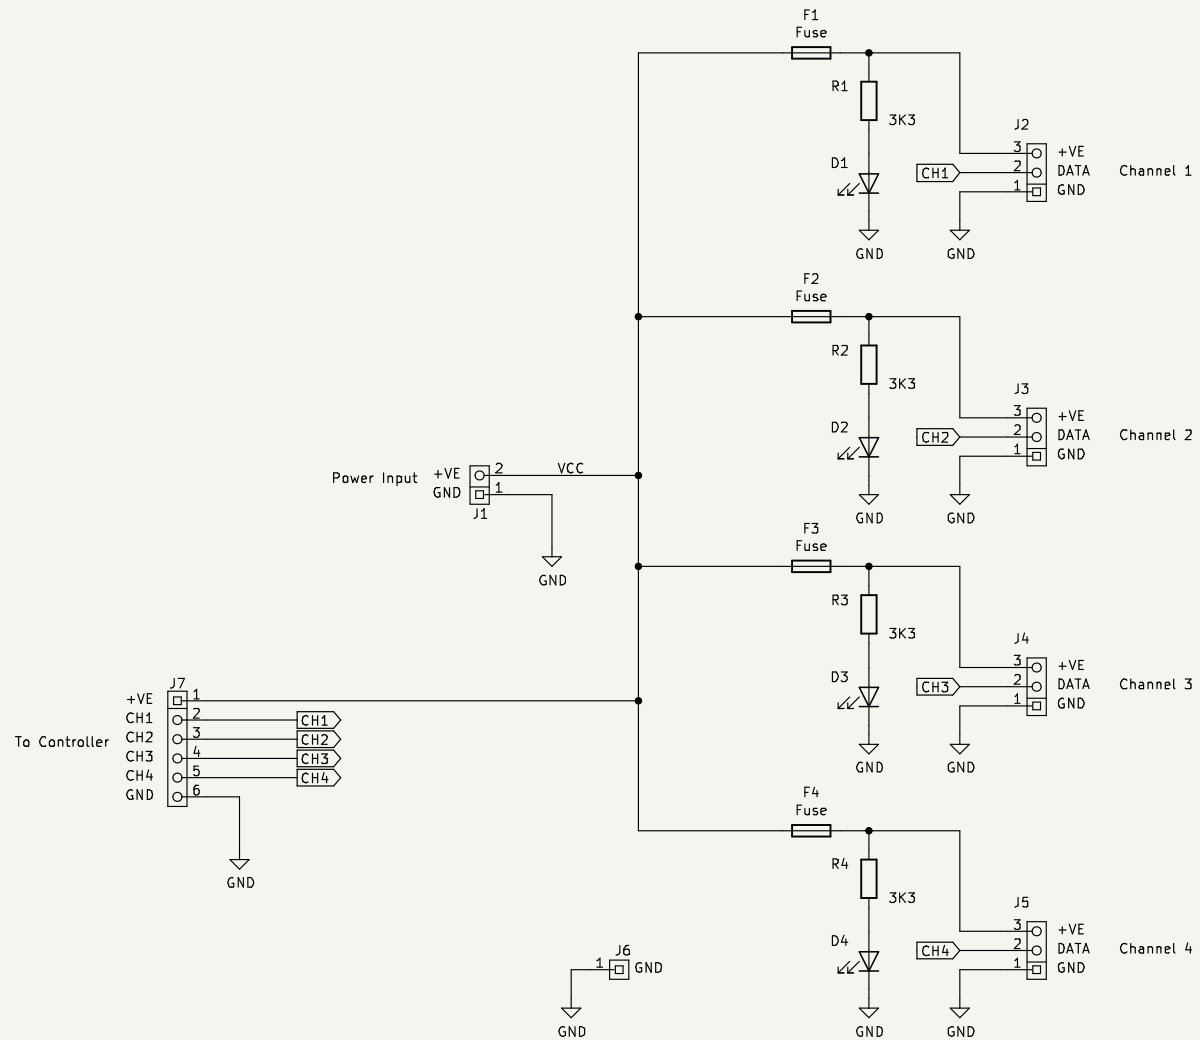 F1
Fuse
R1
3K3
J2
D1
3 +VE
CH1 2 DATA Channel 1
1 GND
GND GND
F2
Fuse
R2
3K3
J3
D2
3 +VE
CH2 2 DATA Channel 2
1 GND
GND GND
Power Input +VE 2 VCC
GND 1
J1
GND
F3
Fuse
R3
3K3
J4
D3
3 +VE
CH3 2 DATA Channel 3
1 GND
GND GND
J7
+VE 1
CH1 2 CH1
CH2 3 CH2
To Controller
CH3 4 CH3
CH4 5 CH4
GND 6
GND
F4
Fuse
R4
3K3
J5
D4
3 +VE
CH4 2 DATA Channel 4
1 GND
GND GND
J6
1 GND
GND